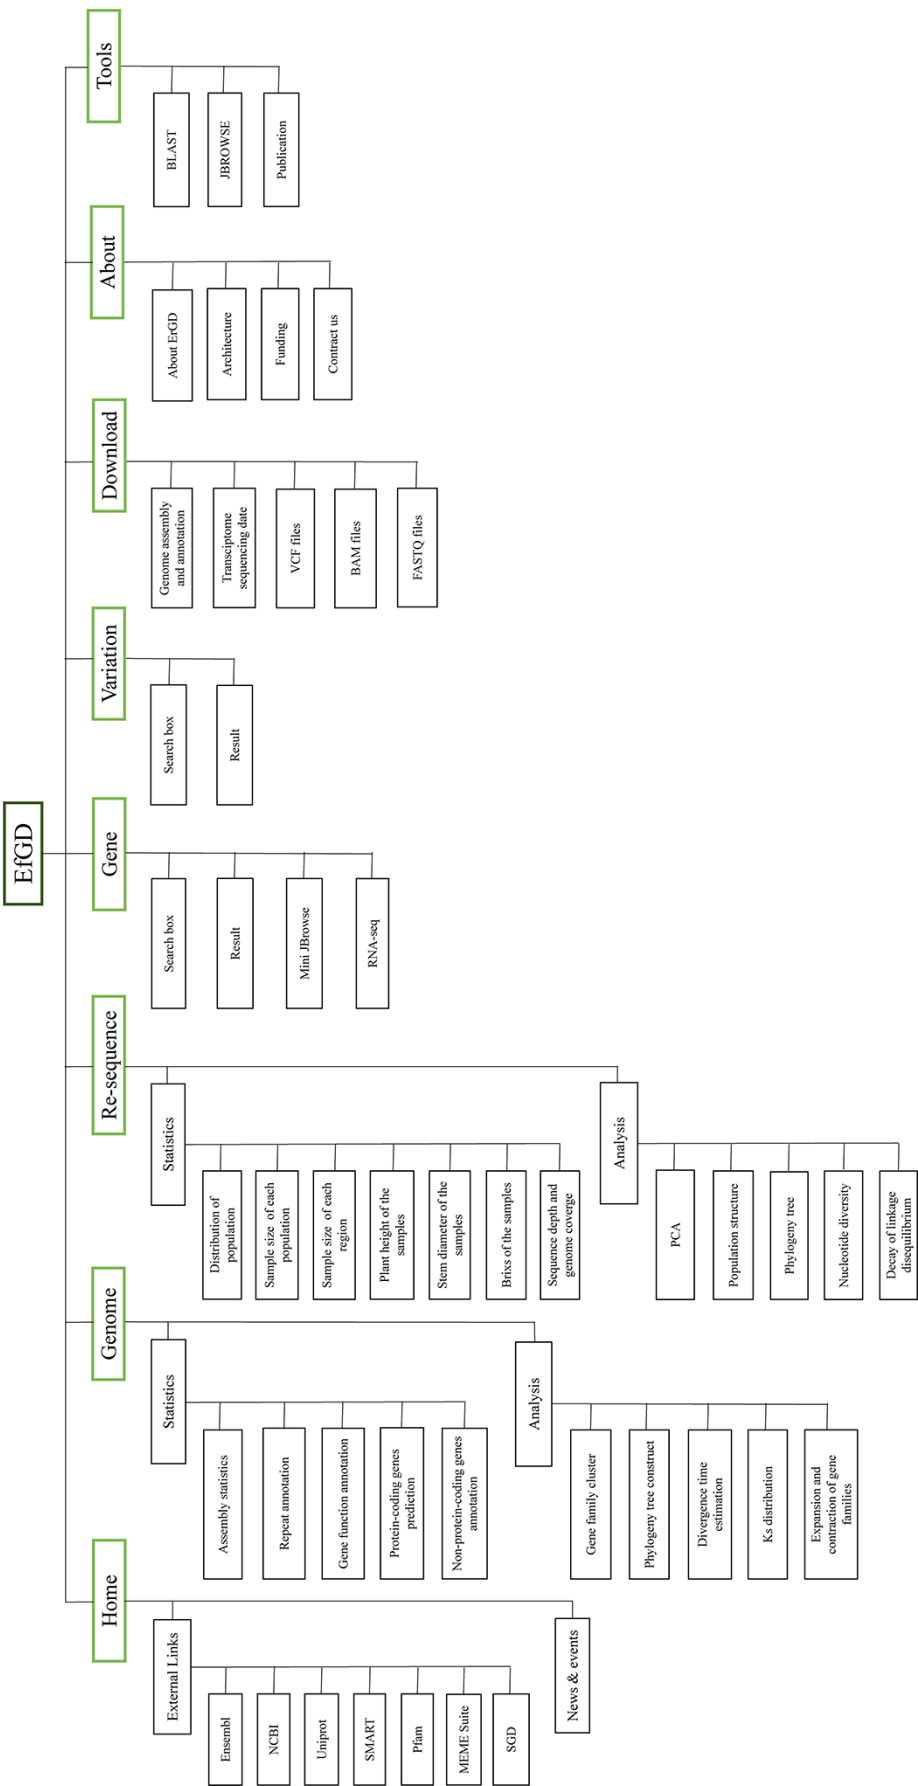 EfGD
Home
External Links
Ensembl
NCBI
Uniprot
SMART
Pfam
MEME Suite
SGD
News & events
Genome
Statistics
Assembly statistics
Repeat annotation
Gene function annotation
Protein-coding genes
prediction
Non-protein-coding genes
annotation
Analysis
Gene family cluster
Phylogeny tree construct
Divergence time
estimation
Ks distribution
Expansion and
contraction of gene
families
Re-sequence
Statistics
Distribution of
population
Sample size of each
population
Sample size of each
region
Plant height of the
samples
Stem diameter of the
samples
Brixs of the samples
Sequence depth and
genome coverge
Analysis
PCA
Population structure
Phylogeny tree
Nucleotide diversity
Decay of linkage
disequilibrium
Gene
Search box
Result
Mini JBrowse
RNA-seq
Variation
Search box
Result
Download
Genome assembly
and annotation
Transciptome
sequencing date
VCF files
BAM files
FASTQ files
About
About ErGD
Architecture
Funding
Contract us
Tools
BLAST
JBROWSE
Publication